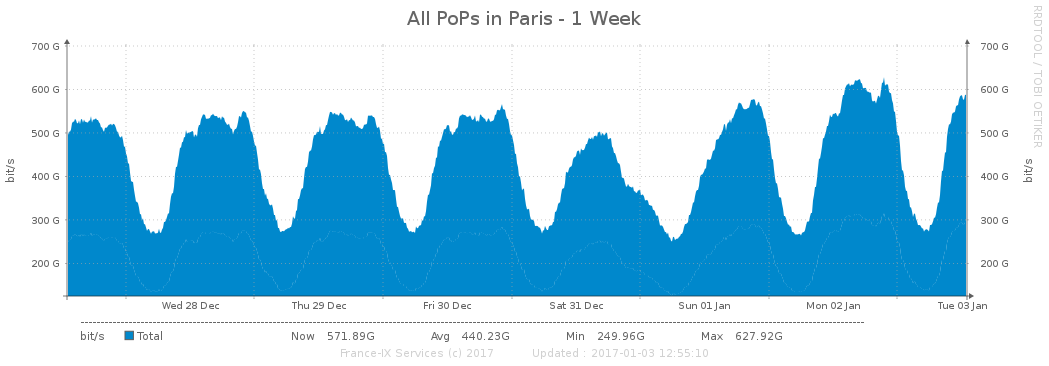 All PoPs in Paris - 1 Week
RRDTOOL / TOBI OETIKER
700 G 700 G
600 G 600 G
500 G 500 G
400 G 400 G
300 G 300 G
200 G 200 G
bit/s bit/s
Wed 28 Dec Thu 29 Dec Fri 30 Dec Sat 31 Dec Sun 01 Jan Mon 02 Jan Tue 03 Jan
bit/s Total Now 571.89G Avg 440.23G Min 249.96G Max 627.92G
France-IX Services (c) 2017 Updated : 2017-01-03 12:55:10